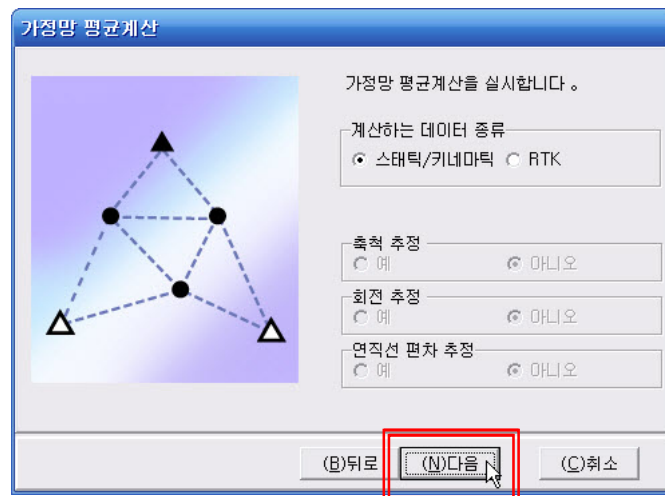 가정망 평균계산
가정망 평균계산을 실시합니다 。
계산하는 데이터 종류
스태틱/키네마틱 RTK
축척 추정
예 아니오
회전 추정
예 아니오
연직선 편차 추정
예 아니오
(B)뒤로 (N)다음 (C)취소